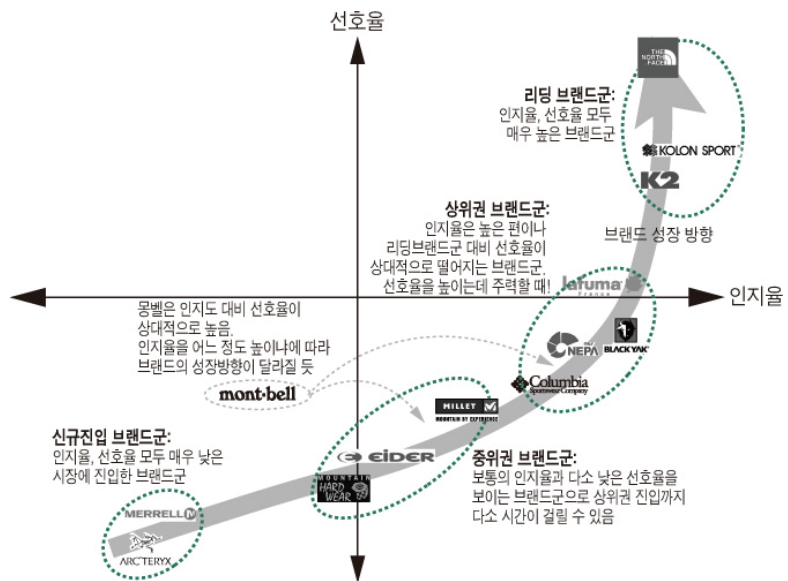 선호율
THE
NORTH
FACE
리딩 브랜드군:
인지율, 선호율 모두
매우 높은 브랜드군
KOLON SPORT
K2
상위권 브랜드군:
인지율은 높은 편이나
리딩브랜드군 대비 선호율이
상대적으로 떨어지는 브랜드군.
선호율을 높이는데 주력할 때!
브랜드 성장 방향
lafuma
France
인지율
몽벨은 인지도 대비 선호율이
상대적으로 높음.
인지율을 어느 정도 높이냐에 따라
브랜드의 성장방향이 달라질 듯
NEPA
BLACK YAK
Columbia
Sportswear Company
mont·bell
MILLET
MOUNTAIN BY EXPERIENCE
신규진입 브랜드군:
인지율, 선호율 모두 매우 낮은
시장에 진입한 브랜드군
EIDER
MOUNTAIN
HARD
WEAR
중위권 브랜드군:
보통의 인지율과 다소 낮은 선호율을
보이는 브랜드군으로 상위권 진입까지
다소 시간이 걸릴 수 있음
MERRELL
ARC'TERYX